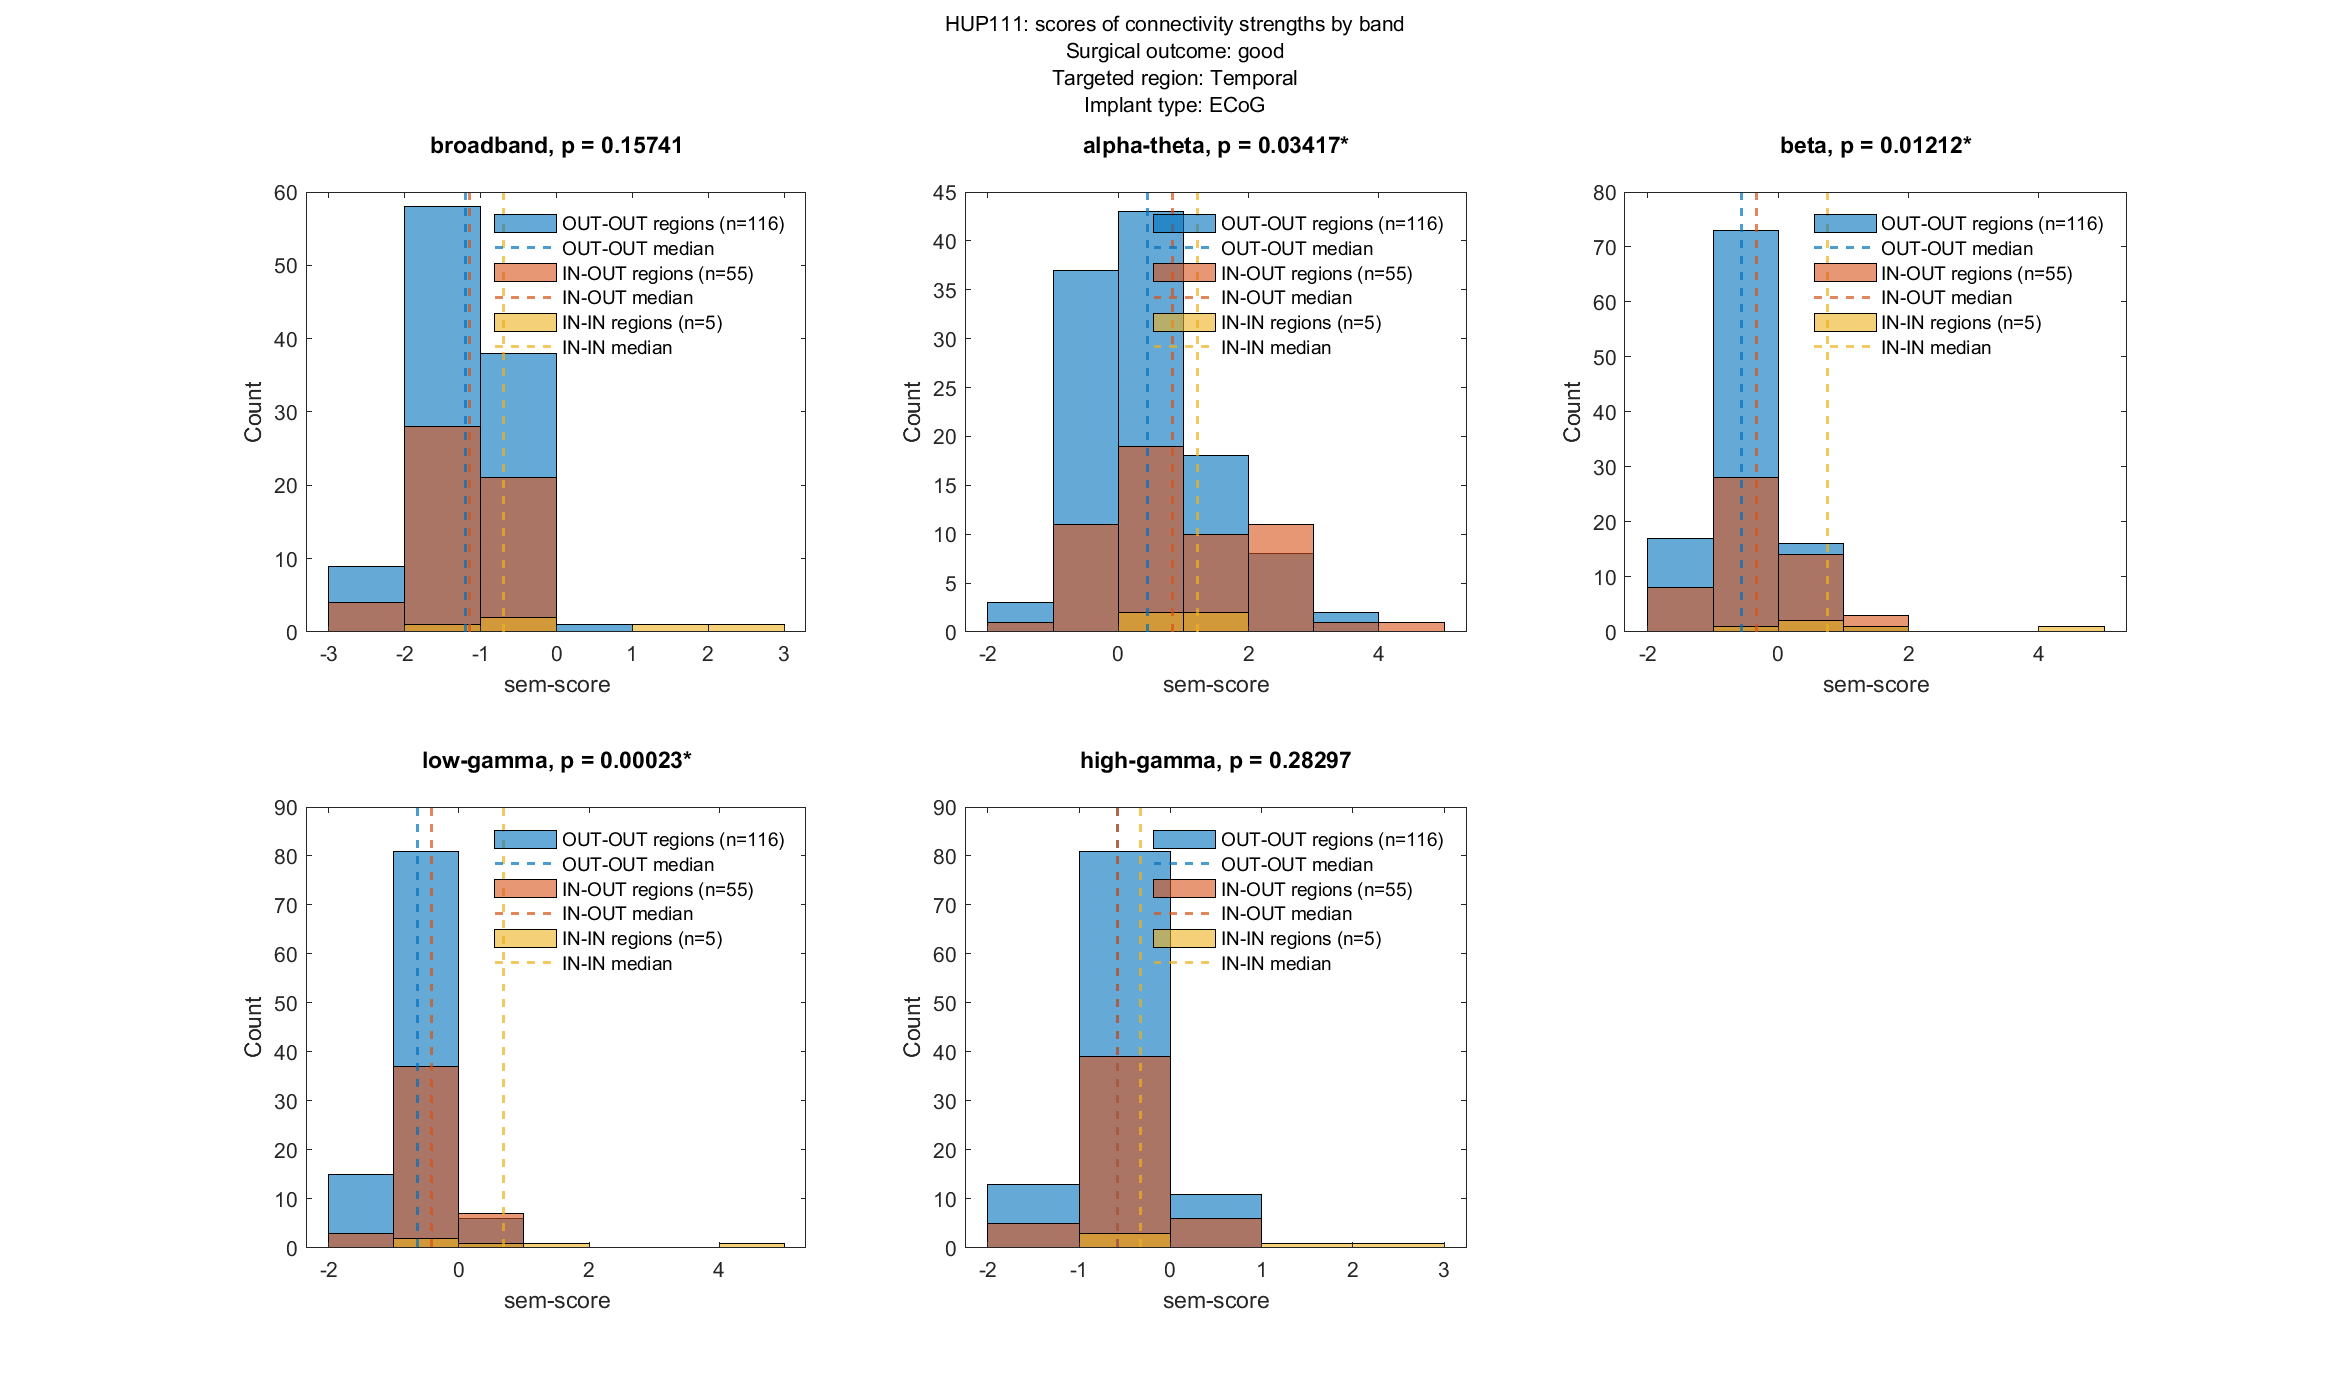 HUP111: scores of connectivity strengths by band
Surgical outcome: good
Targeted region: Temporal
Implant type: ECoG
broadband, p = 0.15741
60
50
40
30
20
10
0
Count
-3 -2 -1 0 1 2 3
sem-score
OUT-OUT regions (n=116)
OUT-OUT median
IN-OUT regions (n=55)
IN-OUT median
IN-IN regions (n=5)
IN-IN median
alpha-theta, p = 0.03417*
45
40
35
30
25
20
15
10
5
0
Count
-2 0 2 4
sem-score
OUT-OUT regions (n=116)
OUT-OUT median
IN-OUT regions (n=55)
IN-OUT median
IN-IN regions (n=5)
IN-IN median
beta, p = 0.01212*
80
70
60
50
40
30
20
10
0
Count
-2 0 2 4
sem-score
OUT-OUT regions (n=116)
OUT-OUT median
IN-OUT regions (n=55)
IN-OUT median
IN-IN regions (n=5)
IN-IN median
low-gamma, p = 0.00023*
90
80
70
60
50
40
30
20
10
0
Count
-2 0 2 4
sem-score
OUT-OUT regions (n=116)
OUT-OUT median
IN-OUT regions (n=55)
IN-OUT median
IN-IN regions (n=5)
IN-IN median
high-gamma, p = 0.28297
90
80
70
60
50
40
30
20
10
0
Count
-2 -1 0 1 2 3
sem-score
OUT-OUT regions (n=116)
OUT-OUT median
IN-OUT regions (n=55)
IN-OUT median
IN-IN regions (n=5)
IN-IN median